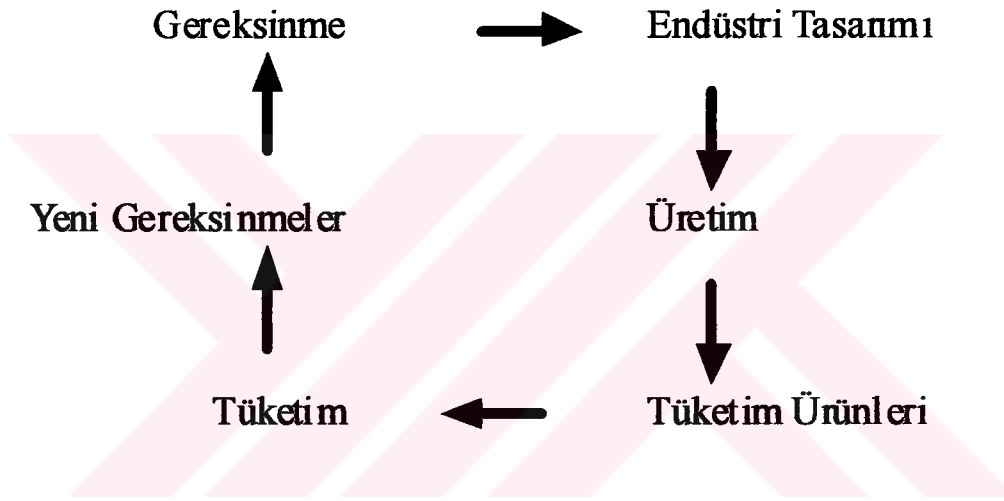 Gereksinme Endüstri Tasarımı
Yeni Gereksinmeler Üretim
Tüketim Tüketim Ürünleri